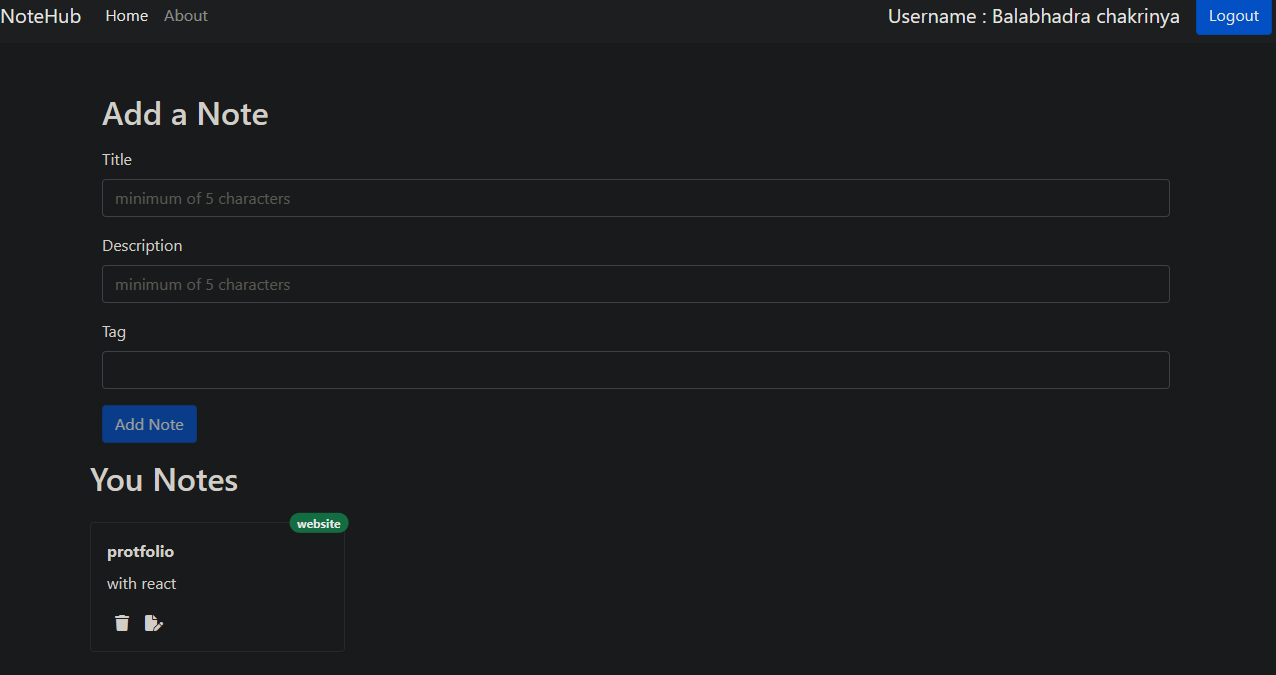 NoteHub Home About Username : Balabhadra chakrinya Logout
Add a Note
Title
minimum of 5 characters
Description
minimum of 5 characters
Tag
Add Note
You Notes
website
protfolio
with react